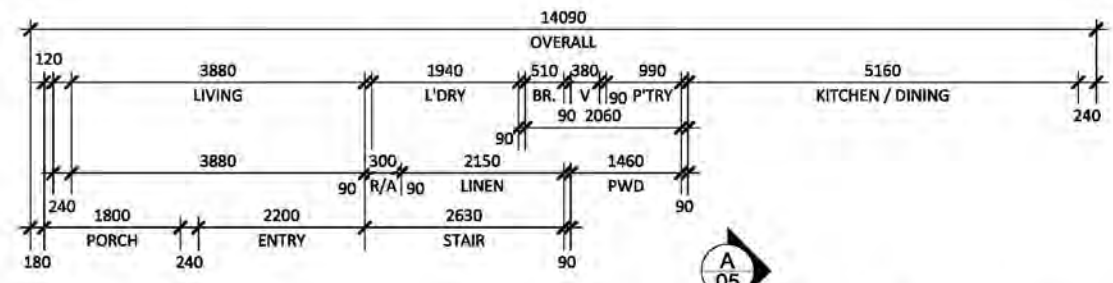 14090
OVERALL
120 3880 1940 510 380 990 5160
LIVING L'DRY BR. V 90 P'TRY KITCHEN / DINING
90 2060 240
90
3880 300 2150 1460
90 R/A 90 LINEN PWD
240 90
1800 2200 2630
PORCH ENTRY STAIR
180 240 90
A
05